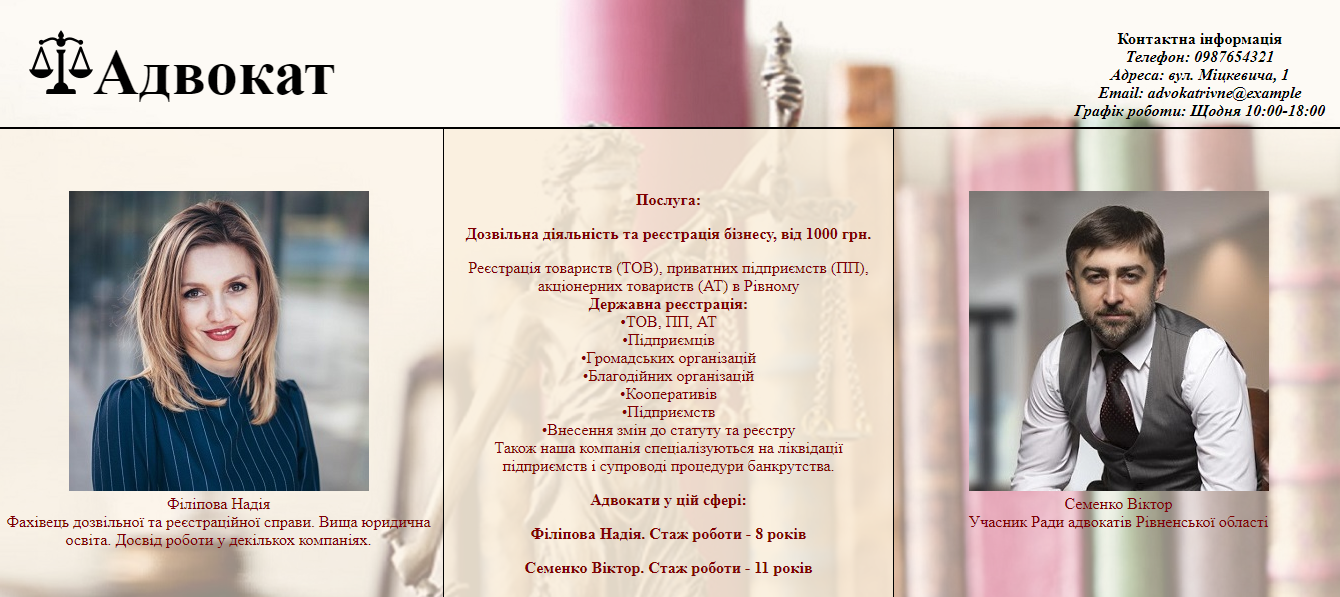 Адвокат
Контактна інформація
Телефон: 0987654321
Адреса: вул. Міцкевича, 1
Email: advokatrivne@example
Графік роботи: Щодня 10:00-18:00
Філіпова Надія
Фахівець дозвільної та реєстраційної справи. Вища юридична
освіта. Досвід роботи у декількох компаніях.
Послуга:
Дозвільна діяльність та реєстрація бізнесу, від 1000 грн.
Реєстрація товариств (ТОВ), приватних підприємств (ПП),
акціонерних товариств (АТ) в Рівному
Державна реєстрація:
•ТОВ, ПП, АТ
•Підприємців
•Громадських організацій
•Благодійних організацій
•Кооперативів
•Підприємств
•Внесення змін до статуту та реєстру
Також наша компанія спеціалізуються на ліквідації
підприємств і супроводі процедури банкрутства.
Адвокати у цій сфері:
Філіпова Надія. Стаж роботи - 8 років
Семенко Віктор. Стаж роботи - 11 років
Семенко Віктор
Учасник Ради адвокатів Рівненської області